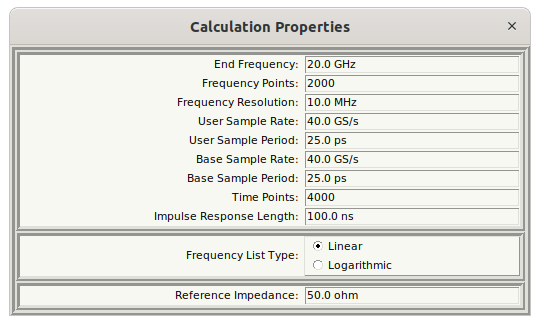 Calculation Properties ×
End Frequency: 20.0 GHz
Frequency Points: 2000
Frequency Resolution: 10.0 MHz
User Sample Rate: 40.0 GS/s
User Sample Period: 25.0 ps
Base Sample Rate: 40.0 GS/s
Base Sample Period: 25.0 ps
Time Points: 4000
Impulse Response Length: 100.0 ns
Frequency List Type:
Linear
Logarithmic
Reference Impedance: 50.0 ohm